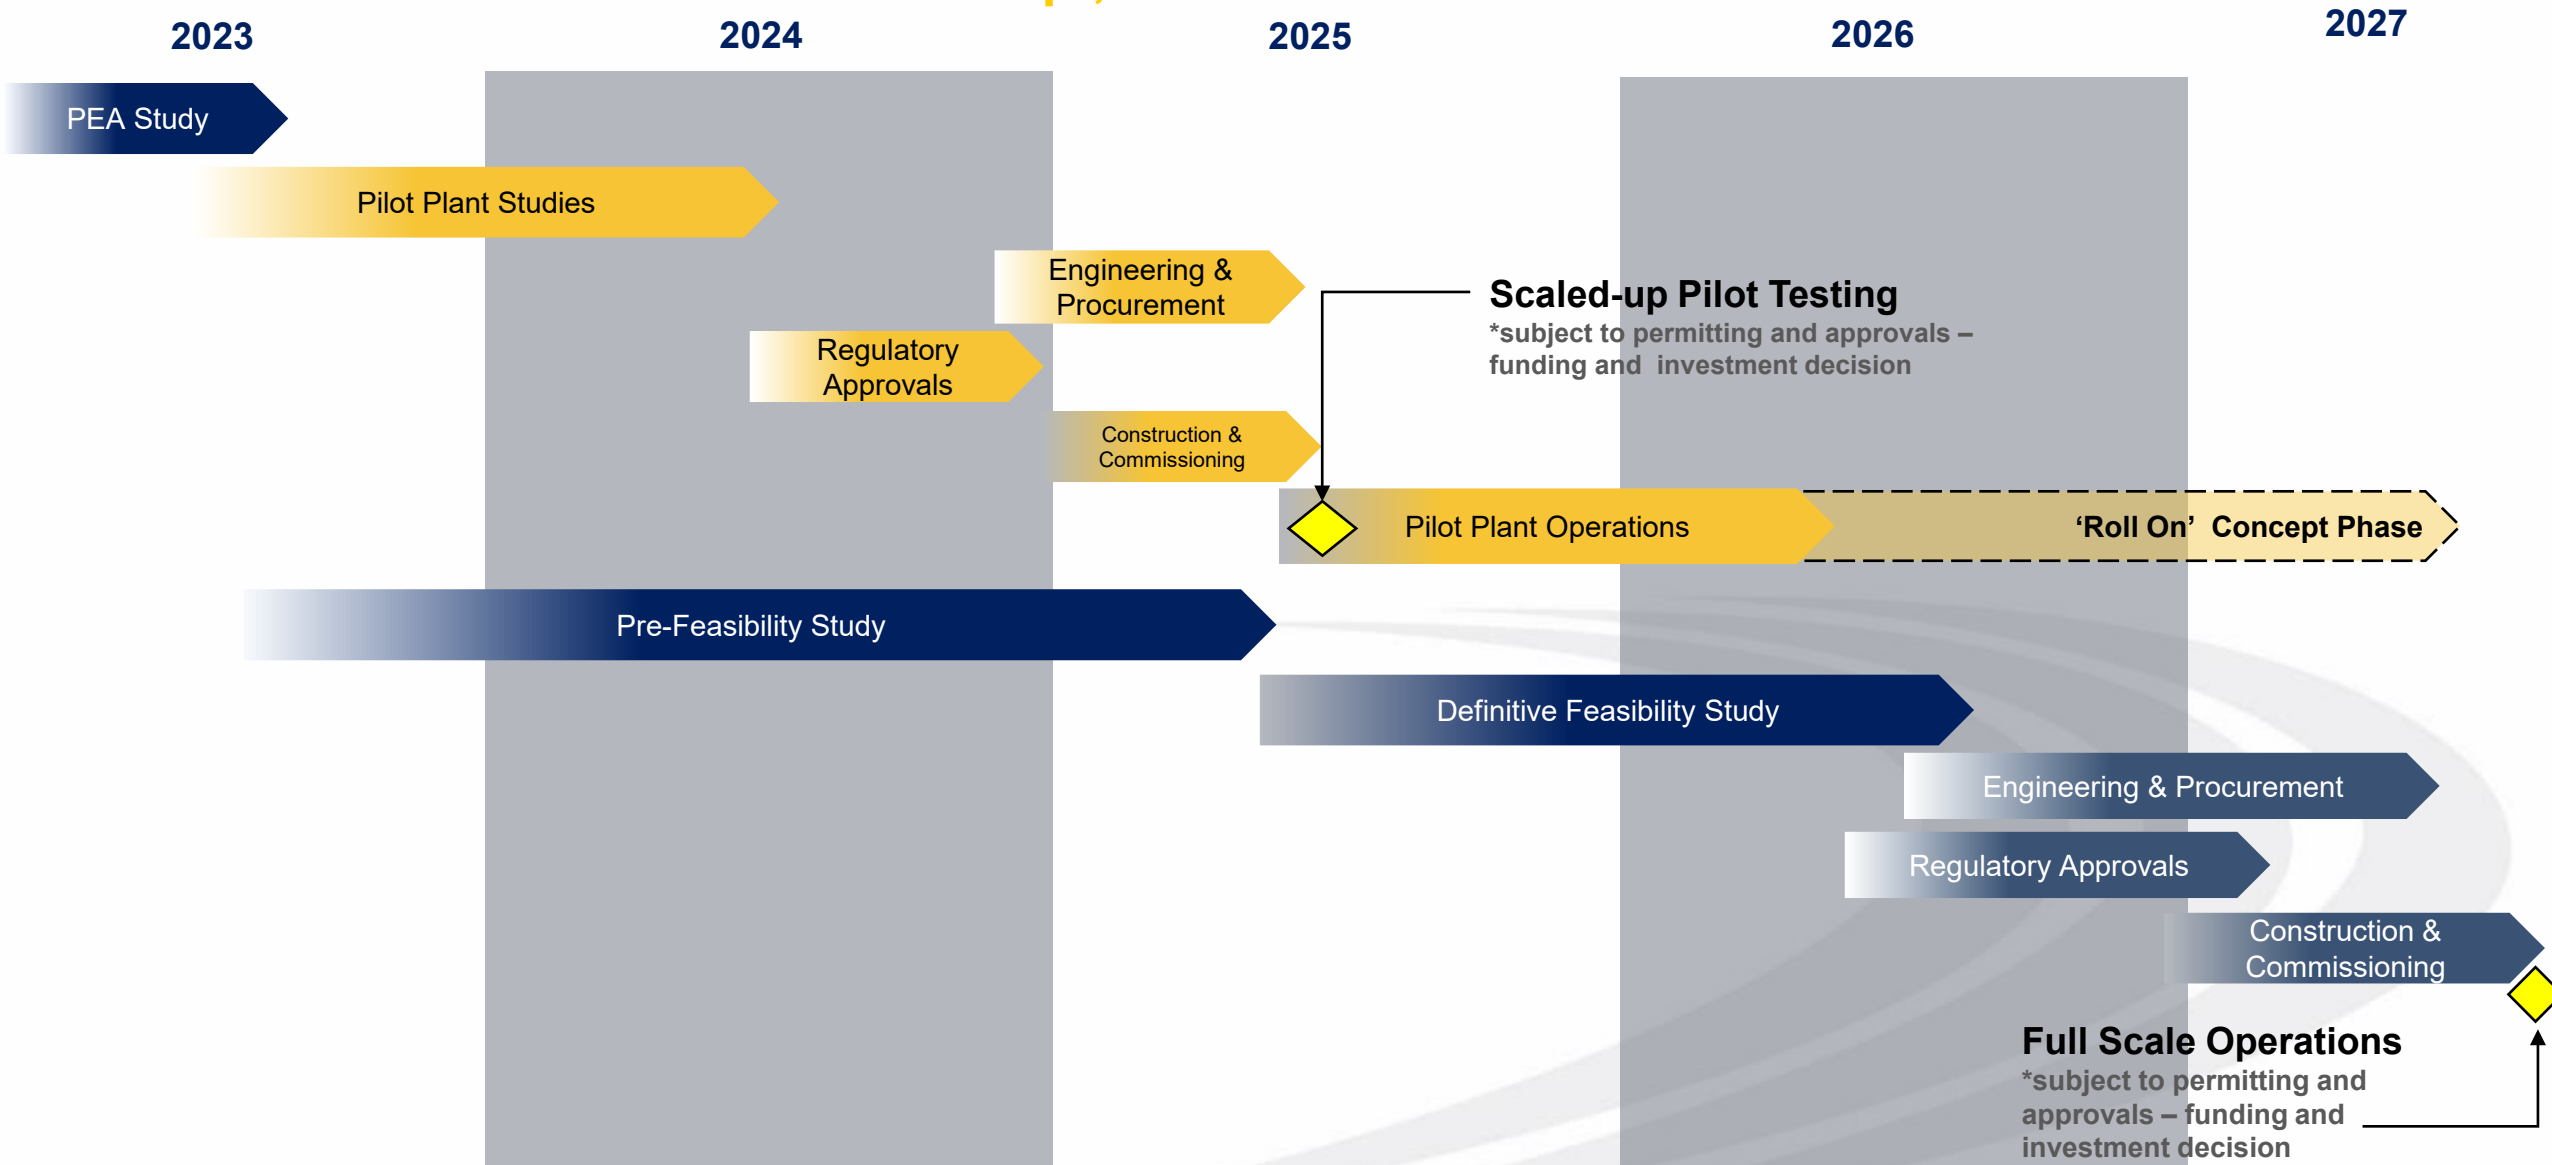 2023
2024
2025
2026
2027
PEA Study
Pilot Plant Studies
Engineering &
Procurement
Scaled-up Pilot Testing
*subject to permitting and approvals –
funding and investment decision
Regulatory
Approvals
Construction &
Commissioning
Pilot Plant Operations
‘Roll On’ Concept Phase
Pre-Feasibility Study
Definitive Feasibility Study
Engineering & Procurement
Regulatory Approvals
Construction &
Commissioning
Full Scale Operations
*subject to permitting and
approvals – funding and
investment decision